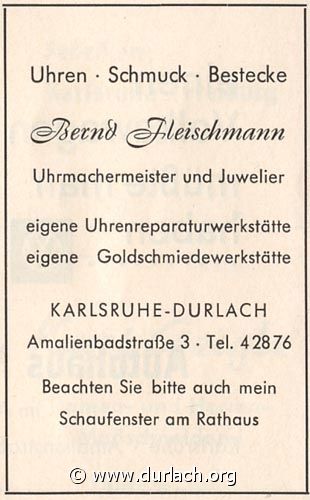 Uhren · Schmuck · Bestecke
Bernd Fleischmann
Uhrmachermeister und Juwelier
eigene Uhrenreparaturwerkstätte
eigene Goldschmiedewerkstätte
KARLSRUHE-DURLACH
Amalienbadstraße 3 · Tel. 42876
Beachten Sie bitte auch mein
Schaufenster am Rathaus
© www.durlach.org